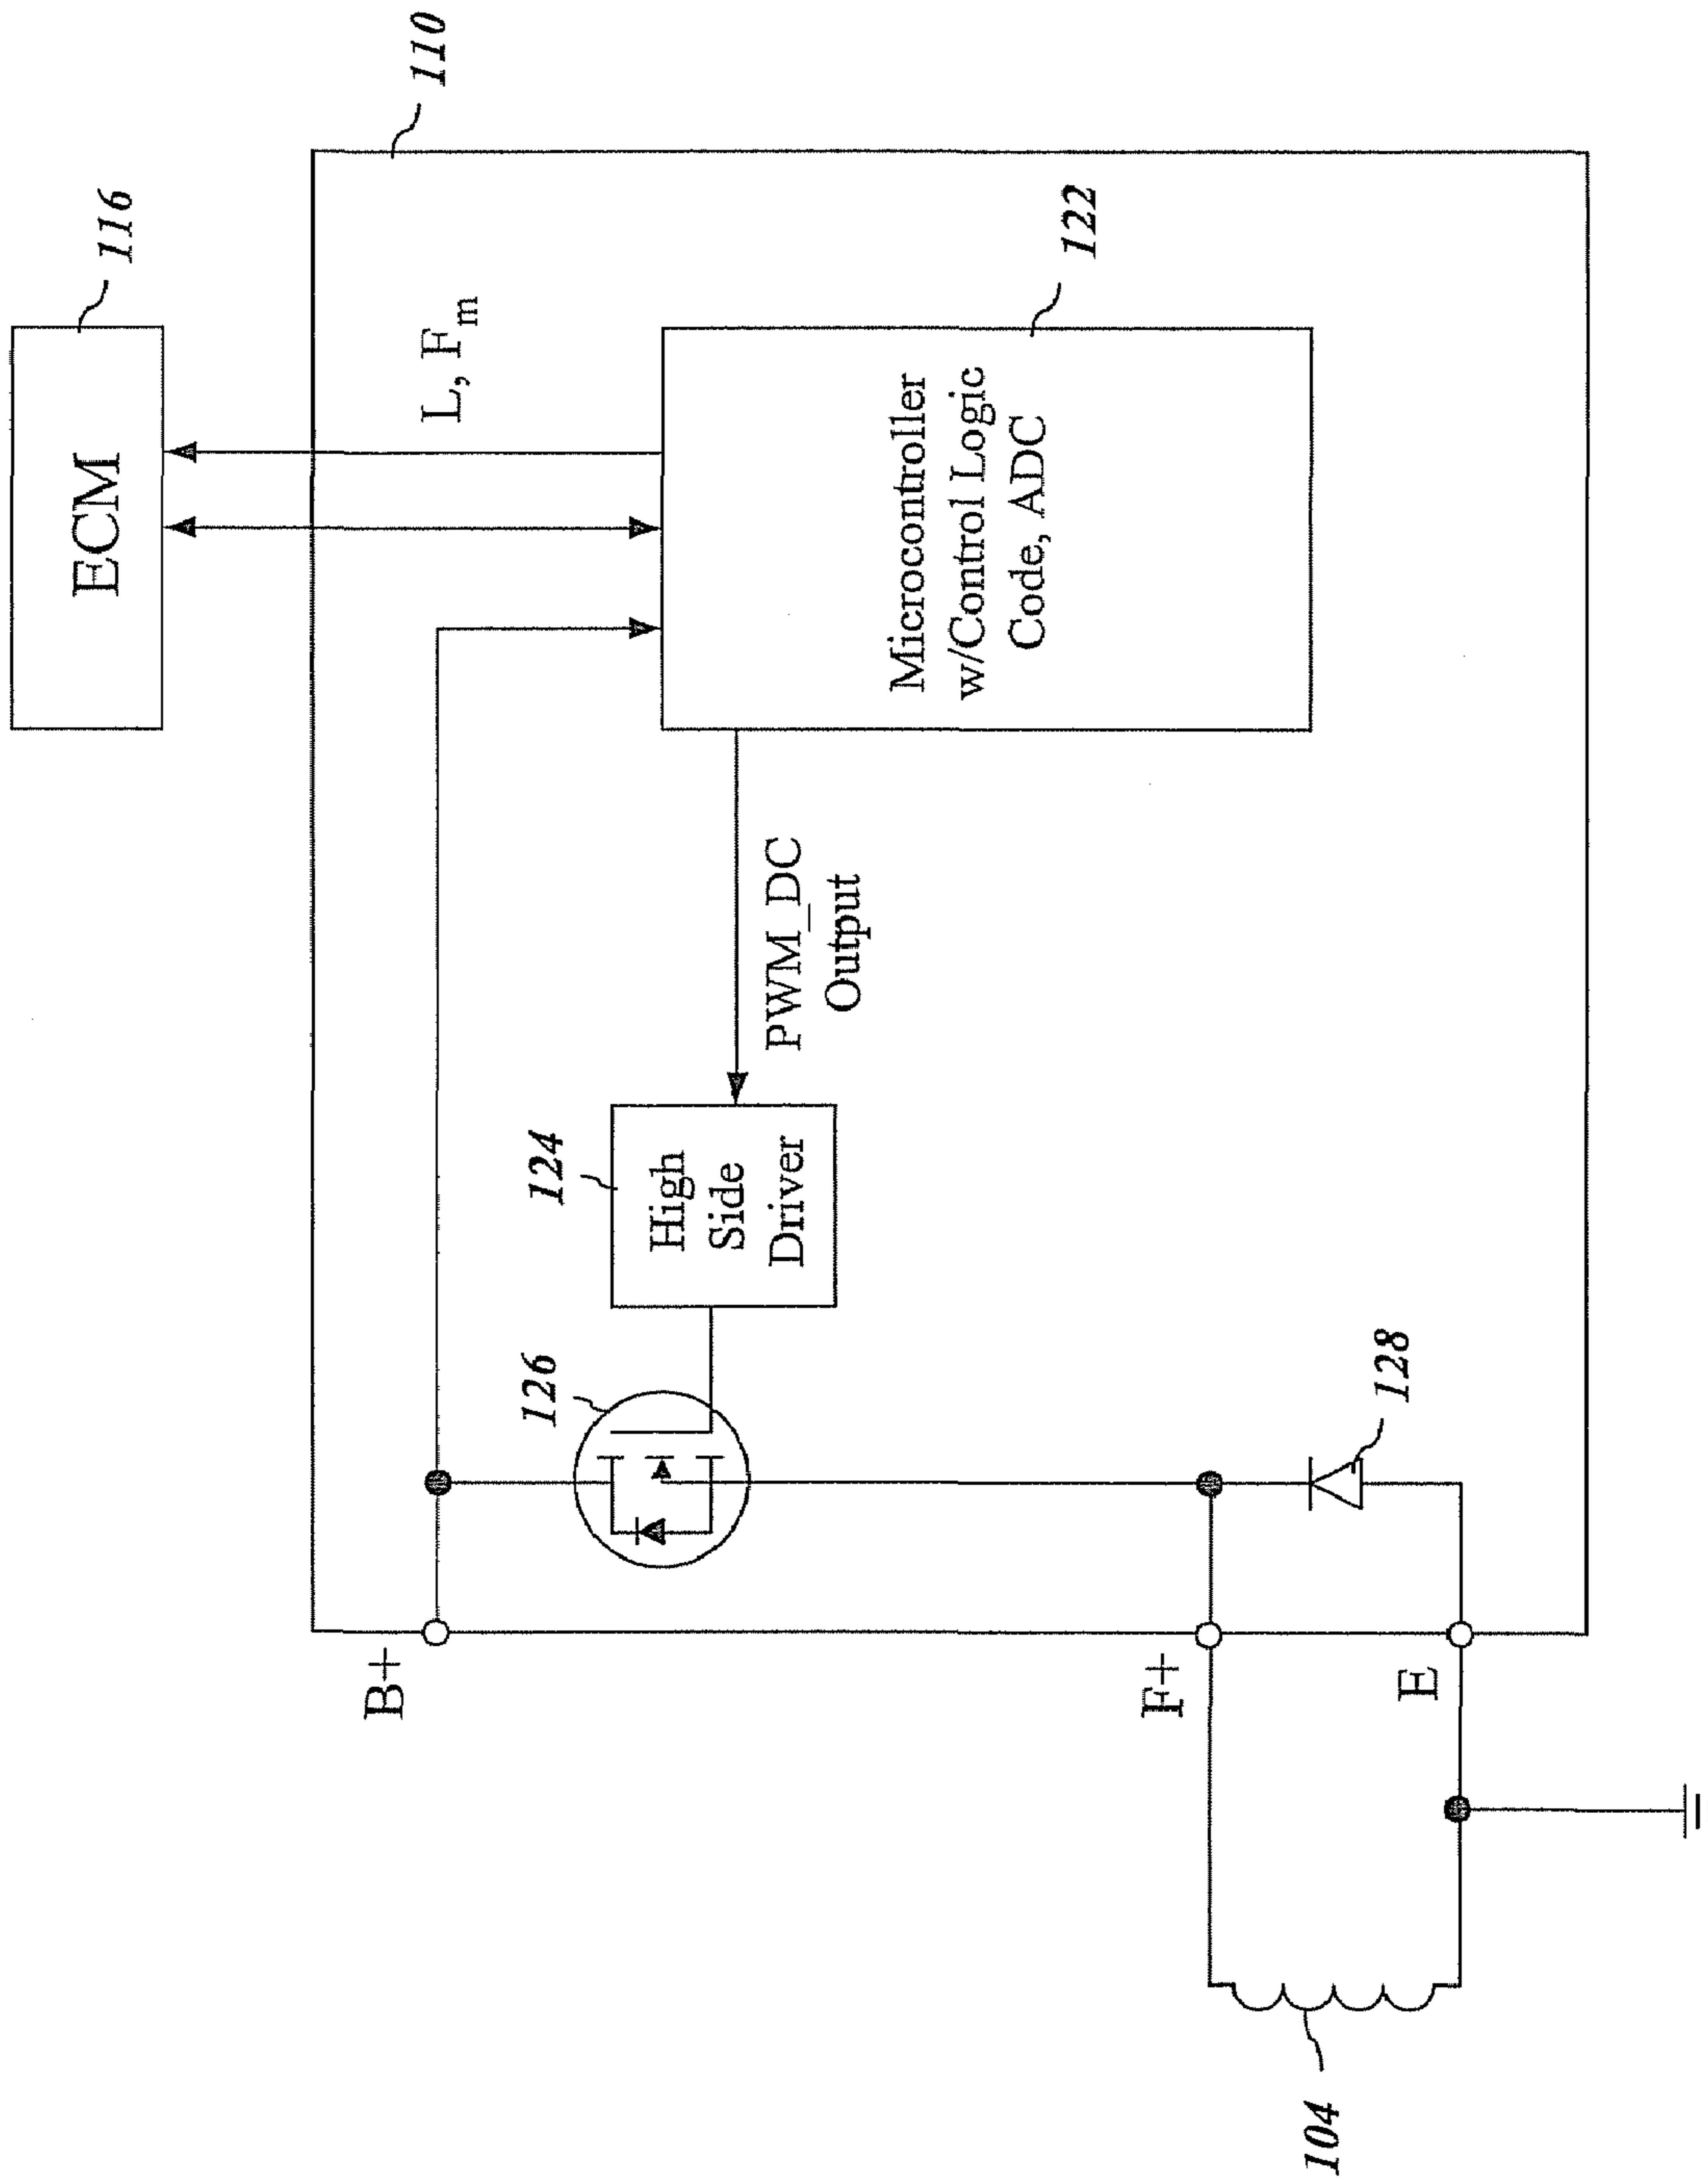 ECM
116
110
L, Fm
B+
126
124
High
Side
Driver
PWM_DC
Output
Microcontroller
w/Control Logic
Code, ADC
122
F+
128
E
104